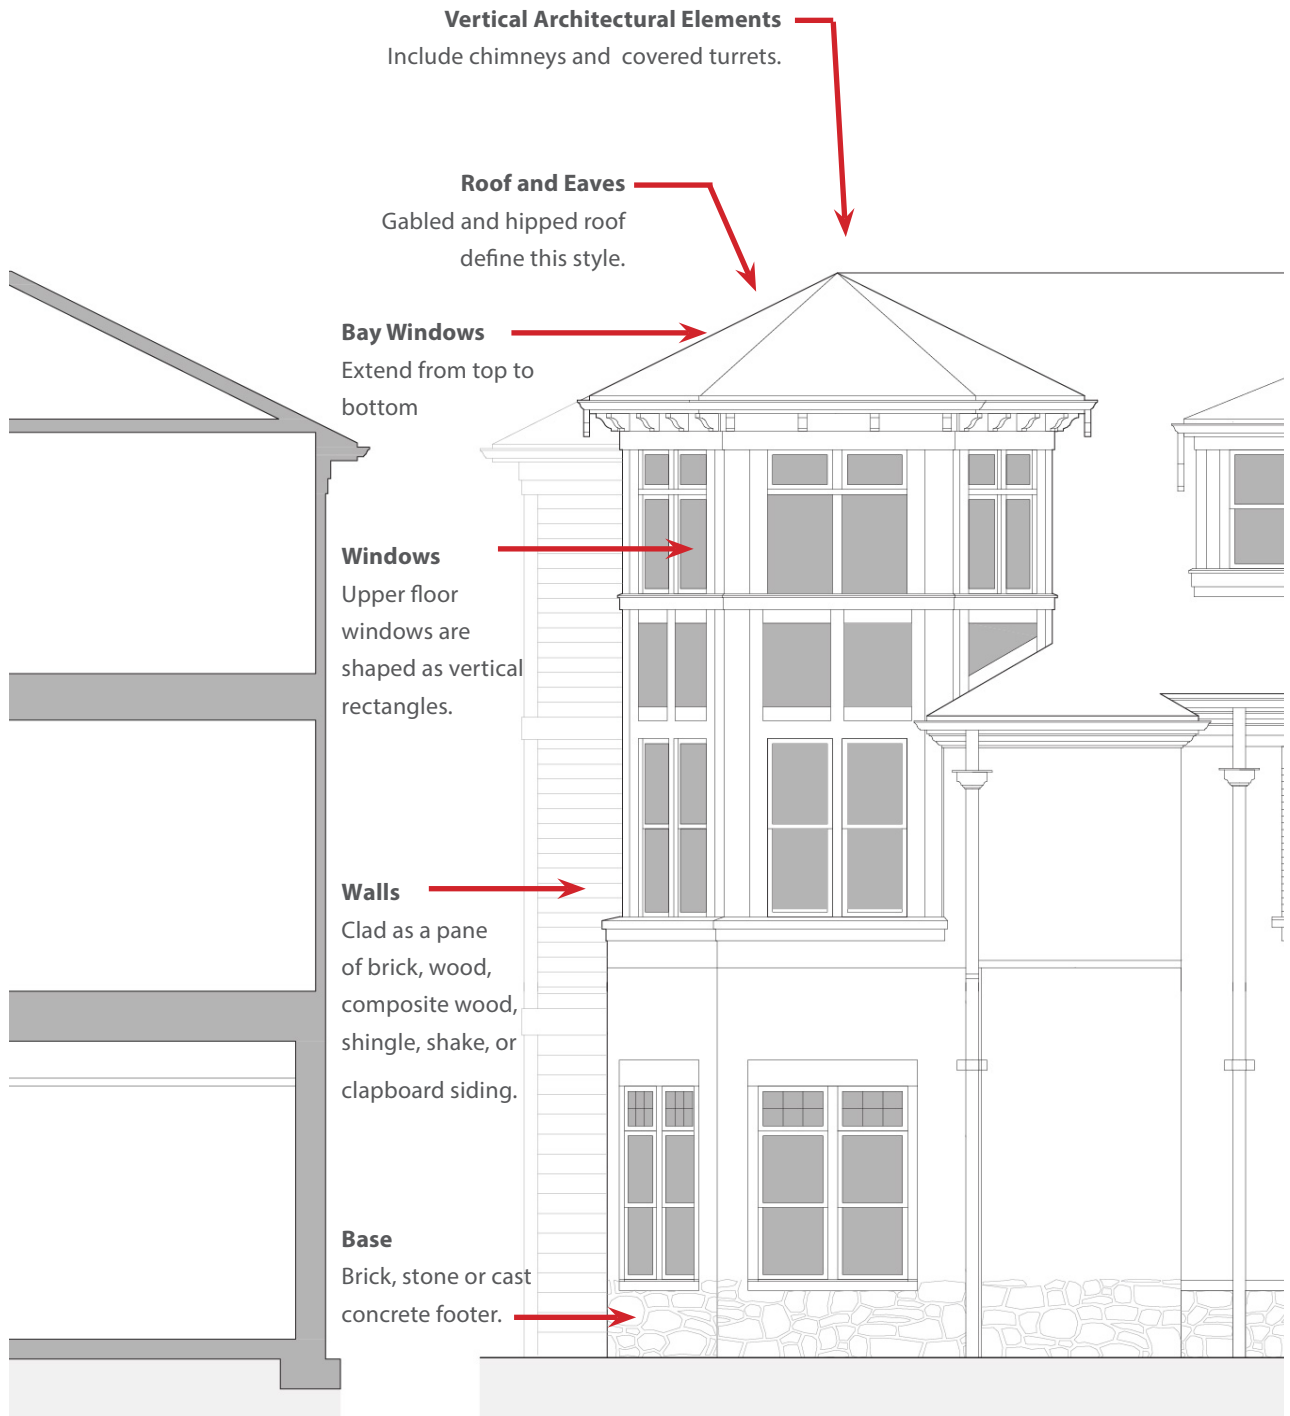 Vertical Architectural Elements
Include chimneys and covered turrets.
Roof and Eaves
Gabled and hipped roof
define this style.
Bay Windows
Extend from top to
bottom
Windows
Upper floor
windows are
shaped as vertical
rectangles.
Walls
Clad as a pane
of brick, wood,
composite wood,
shingle, shake, or
clapboard siding.
Base
Brick, stone or cast
concrete footer.